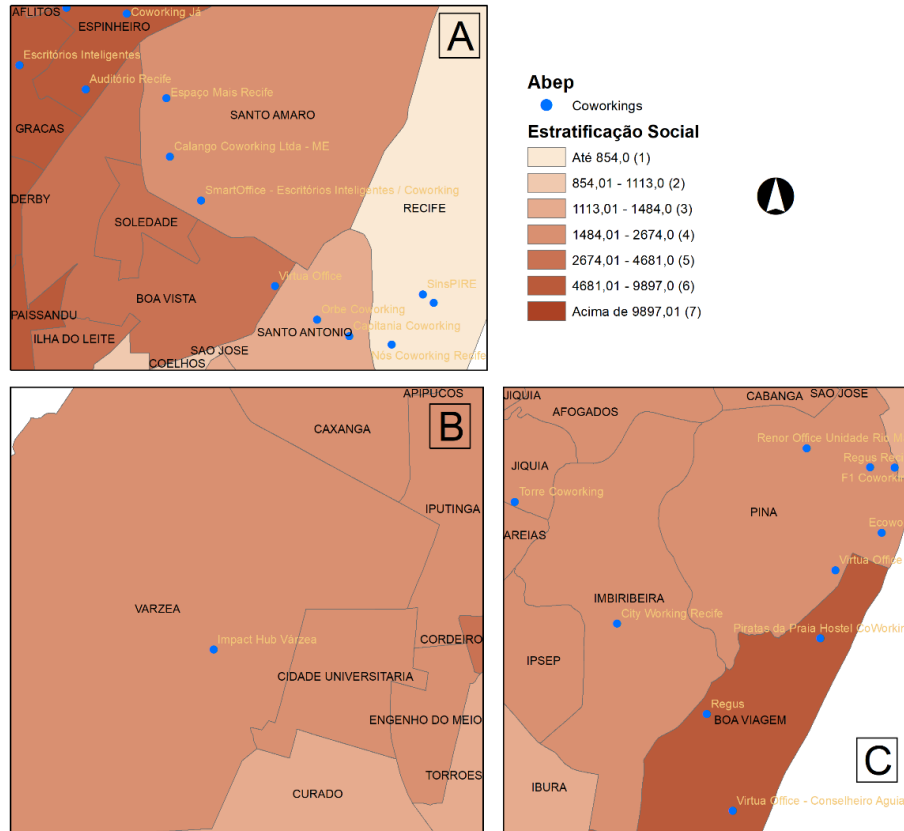 AFLITOS
Coworking Já
ESPINHEIRO
A
Escritórios Inteligentes
Auditório Recife
Espaço Mais Recife
SANTO AMARO
GRACAS
Calango Coworking Ltda - ME
DERBY
SmartOffice - Escritórios Inteligentes / Coworking
RECIFE
SOLEDADE
Virtua Office
SinsPIRE
BOA VISTA
PAISSANDU
Orbe Coworking
SANTO ANTONIO
Capitania Coworking
ILHA DO LEITE
SAO JOSE
Nós Coworking Recife
COELHOS
Abep
Coworkings
Estratificação Social
Até 854,0 (1)
854,01 - 1113,0 (2)
1113,01 - 1484,0 (3)
1484,01 - 2674,0 (4)
2674,01 - 4681,0 (5)
4681,01 - 9897,0 (6)
Acima de 9897,01 (7)
APIPUCOS
B
CAXANGA
IPUTINGA
VARZEA
Impact Hub Várzea
CORDEIRO
CIDADE UNIVERSITARIA
ENGENHO DO MEIO
TORROES
CURADO
JIQUIA
AFOGADOS
CABANGA
SAO JOSE
Renor Office Unidade Rio M
JIQUIA
Regus Reci
F1 Coworkin
Torre Coworking
PINA
AREIAS
Ecowo
Virtua Office
IMBIRIBEIRA
City Working Recife
Piratas da Praia Hostel CoWorkin
IPSEP
Regus
BOA VIAGEM
C
IBURA
Virtua Office - Conselheiro Aguia